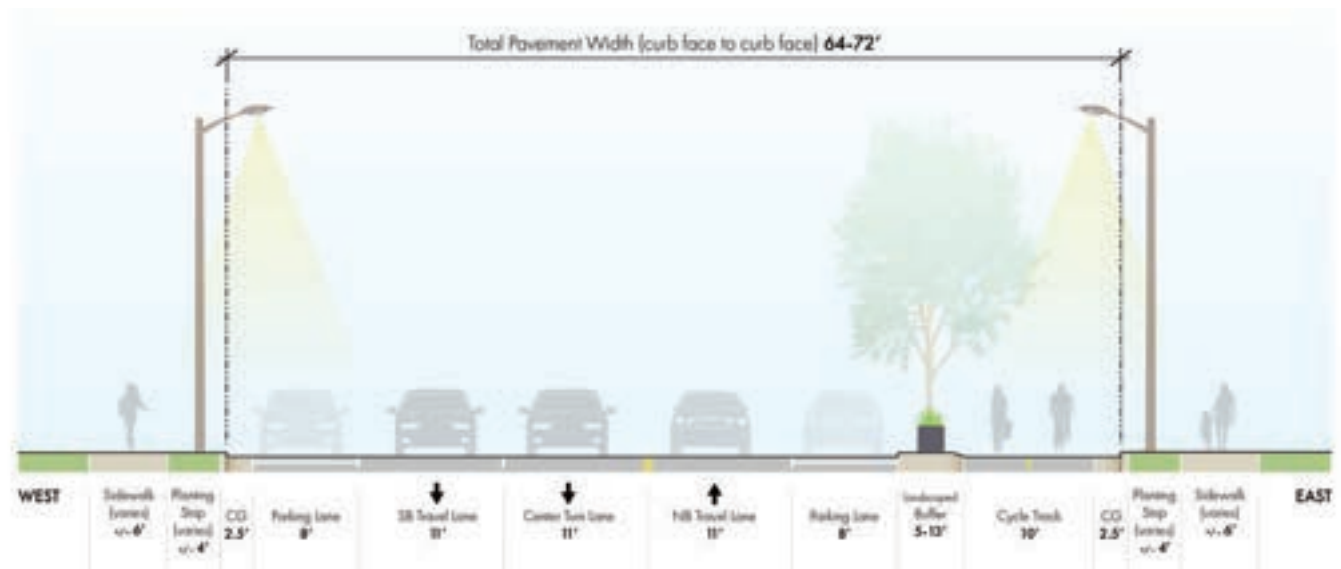 Total Pavement Width (curb face to curb face) 64-72'
WEST
Sidewalk
(varies)
+/- 6'
Planting
Strip
(varies)
+/- 4'
CG
2.5'
Parking Lane
8'
SB Travel Lane
11'
Center Turn Lane
11'
NB Travel Lane
11'
Parking Lane
8'
Landscaped
Buffer
5-13'
Cycle Track
10'
CG
2.5'
Planting
Strip
(varies)
+/- 4'
Sidewalk
(varies)
+/- 6'
EAST